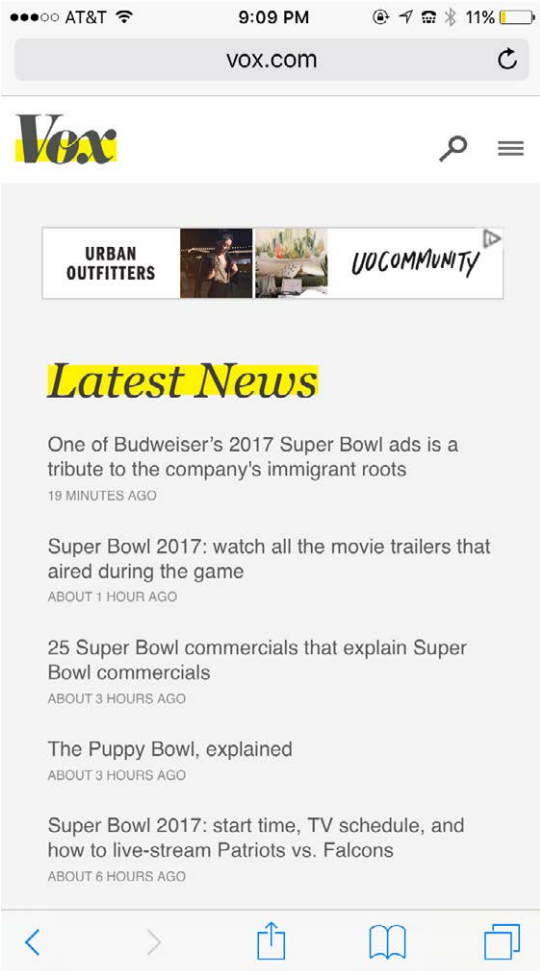 AT&T 9:09 PM 11%
vox.com
Vox
URBAN
OUTFITTERS
UOCOMMUNITY
Latest News
One of Budweiser’s 2017 Super Bowl ads is a
tribute to the company's immigrant roots
19 MINUTES AGO
Super Bowl 2017: watch all the movie trailers that
aired during the game
ABOUT 1 HOUR AGO
25 Super Bowl commercials that explain Super
Bowl commercials
ABOUT 3 HOURS AGO
The Puppy Bowl, explained
ABOUT 3 HOURS AGO
Super Bowl 2017: start time, TV schedule, and
how to live-stream Patriots vs. Falcons
ABOUT 6 HOURS AGO